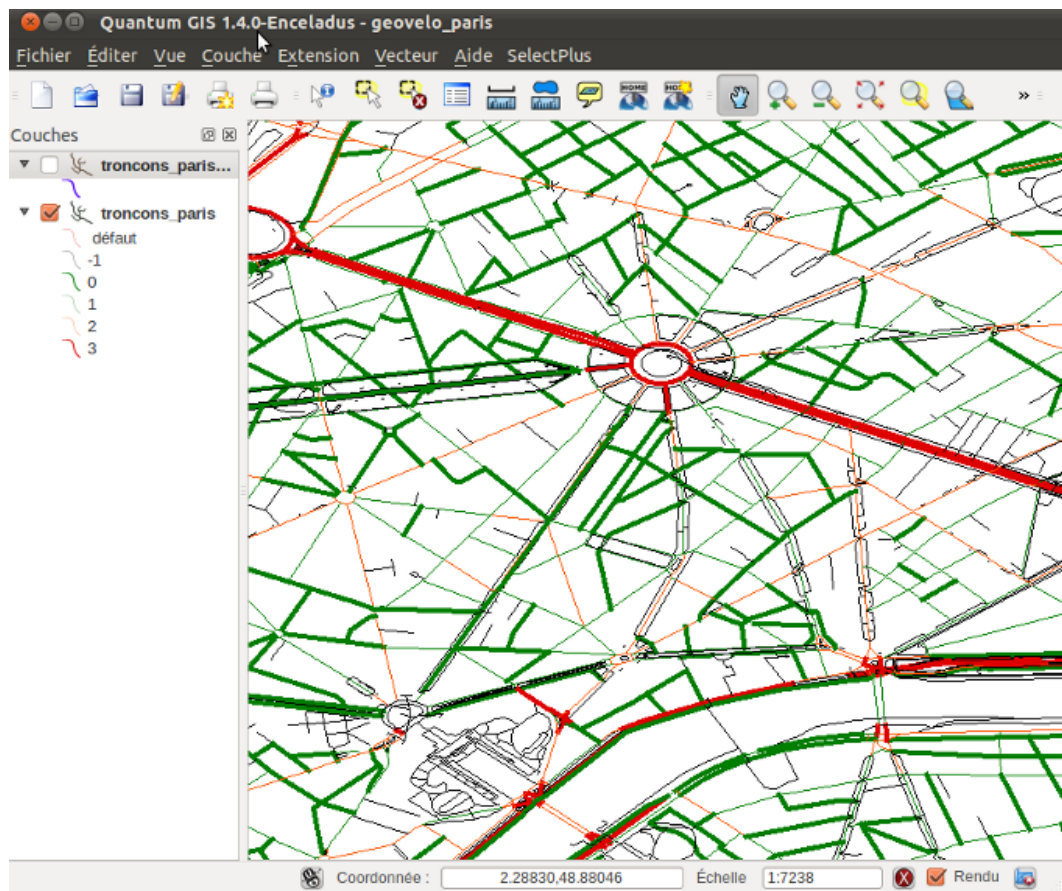 Quantum GIS 1.4.0-Enceladus - geovelo_paris
Fichier Éditer Vue Couche Extension Vecteur Aide SelectPlus
HOME
»
Couches
troncons_paris...
troncons_paris
défaut
-1
0
1
2
3
Coordonnée : 2.28830,48.88046 Échelle 1:7238 Rendu